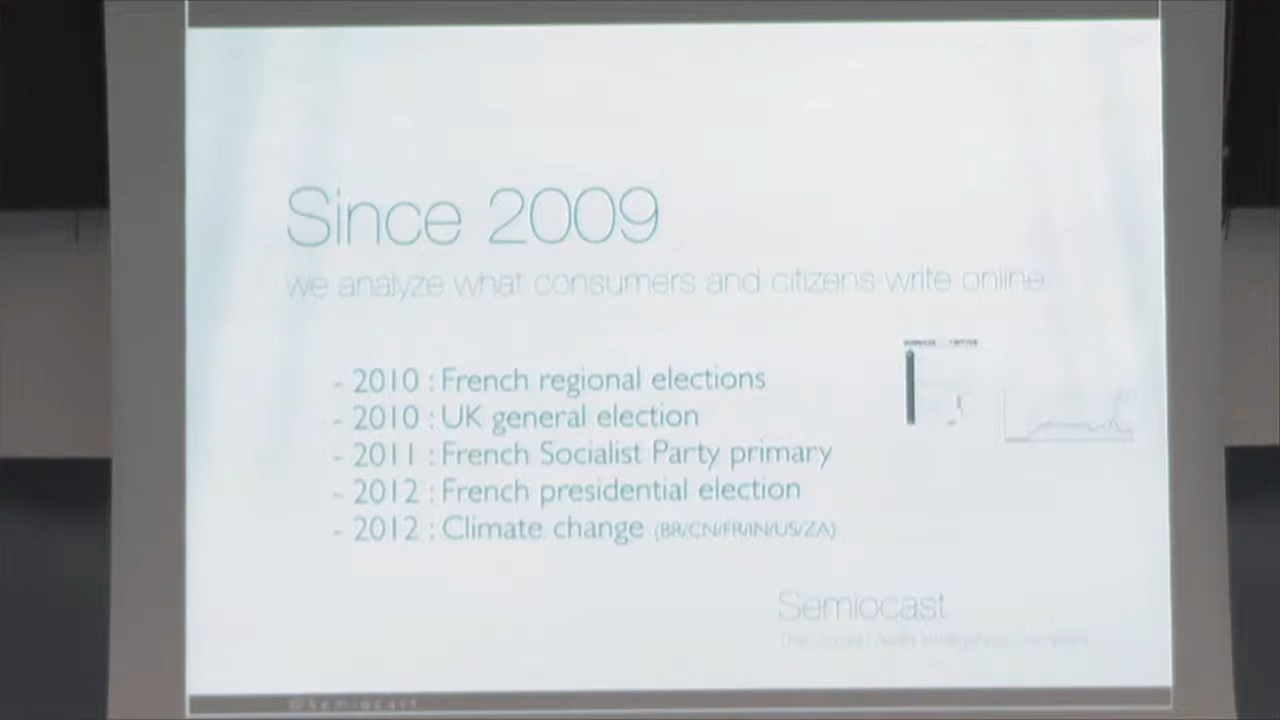 Since 2009
we analyze what consumers and citizens write online
- 2010 : French regional elections
- 2010 : UK general election
- 2011 : French Socialist Party primary
- 2012 : French presidential election
- 2012 : Climate change (BR/CN/FR/IN/US/ZA)
Semiocast
@Semiocast